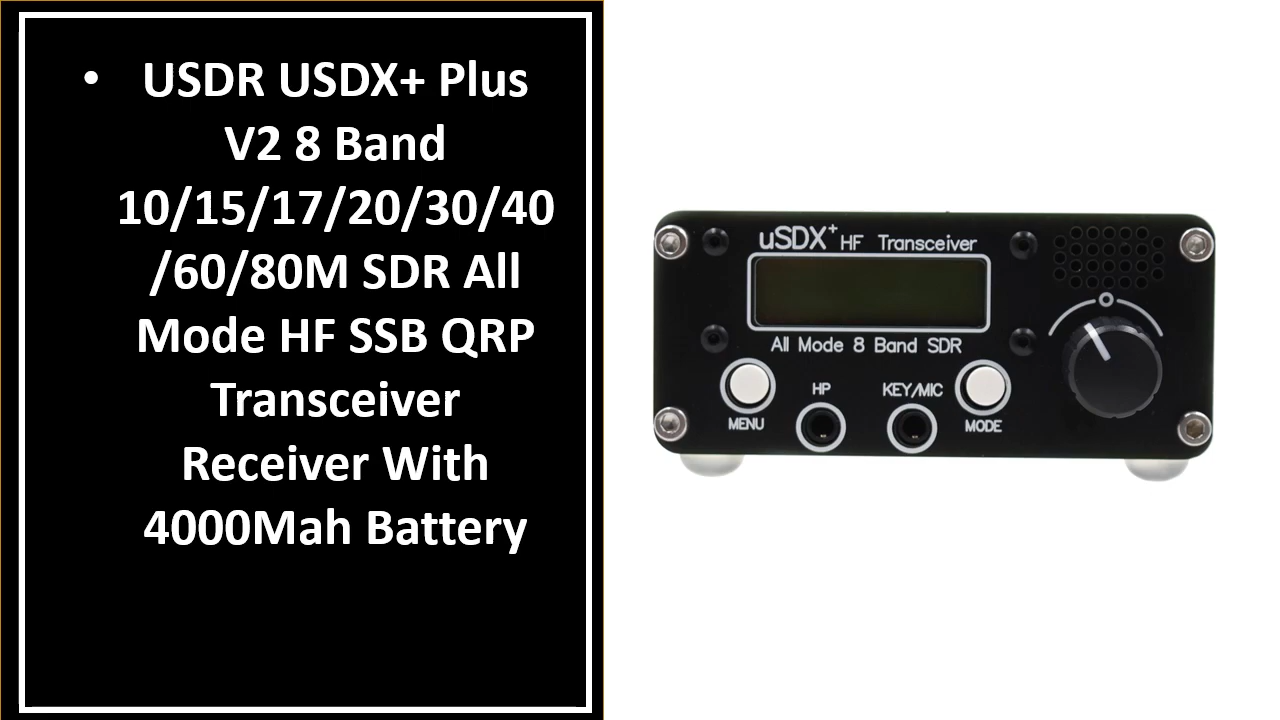 • USDR USDX+ Plus
V2 8 Band
10/15/17/20/30/40
/60/80M SDR All
Mode HF SSB QRP
Transceiver
Receiver With
4000Mah Battery
uSDX+ HF Transceiver
All Mode 8 Band SDR
HP
KEY/MIC
MENU
MODE